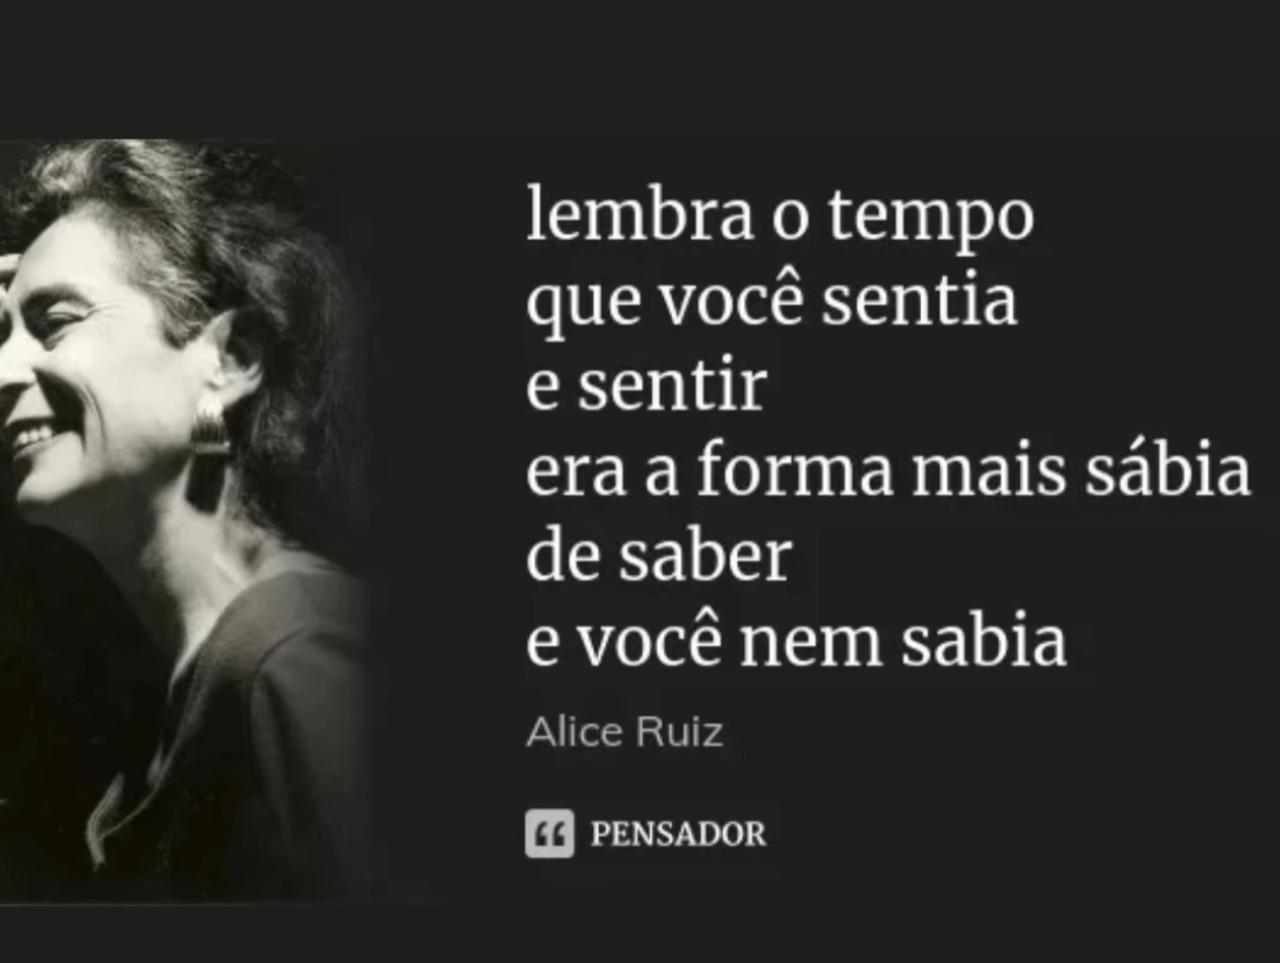 lembra o tempo
que você sentia
e sentir
era a forma mais sábia
de saber
e você nem sabia
Alice Ruiz
PENSADOR